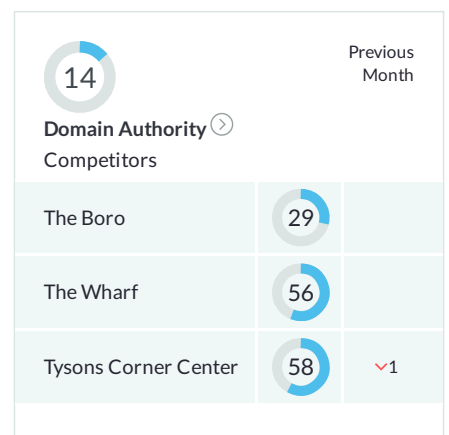 14
Previous
Month
Domain Authority
Competitors
The Boro 29
The Wharf 56
Tysons Corner Center 58 1